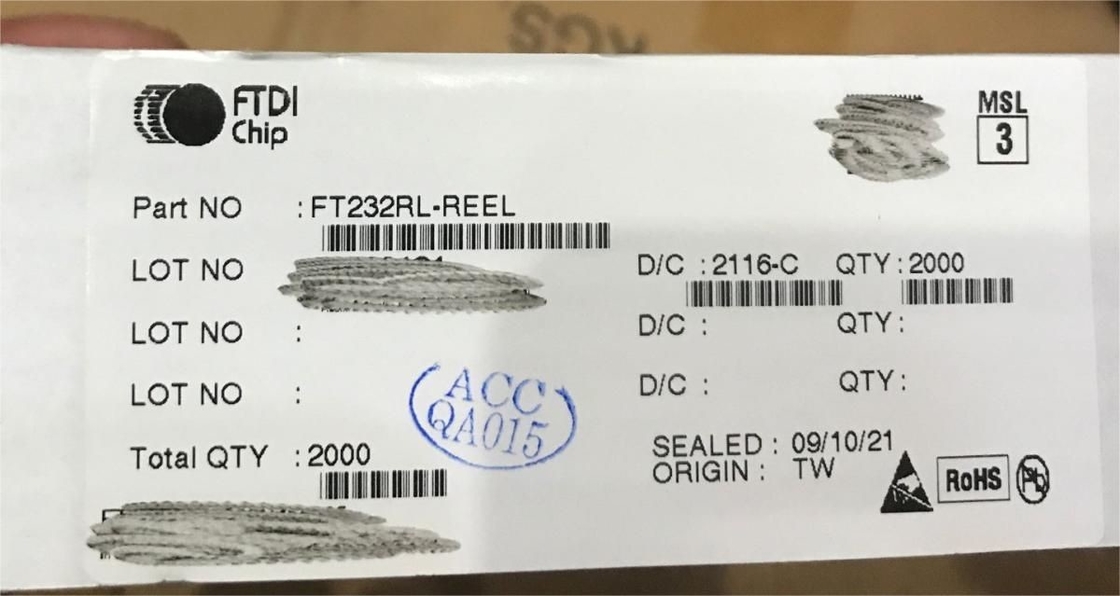 FTDI
Chip
MSL
3
Part NO : FT232RL-REEL
LOT NO D/C : 2116-C QTY : 2000
LOT NO : D/C : QTY :
LOT NO : D/C : QTY :
ACC
QA015
Total QTY : 2000
SEALED : 09/10/21
ORIGIN : TW
RoHS
Pb